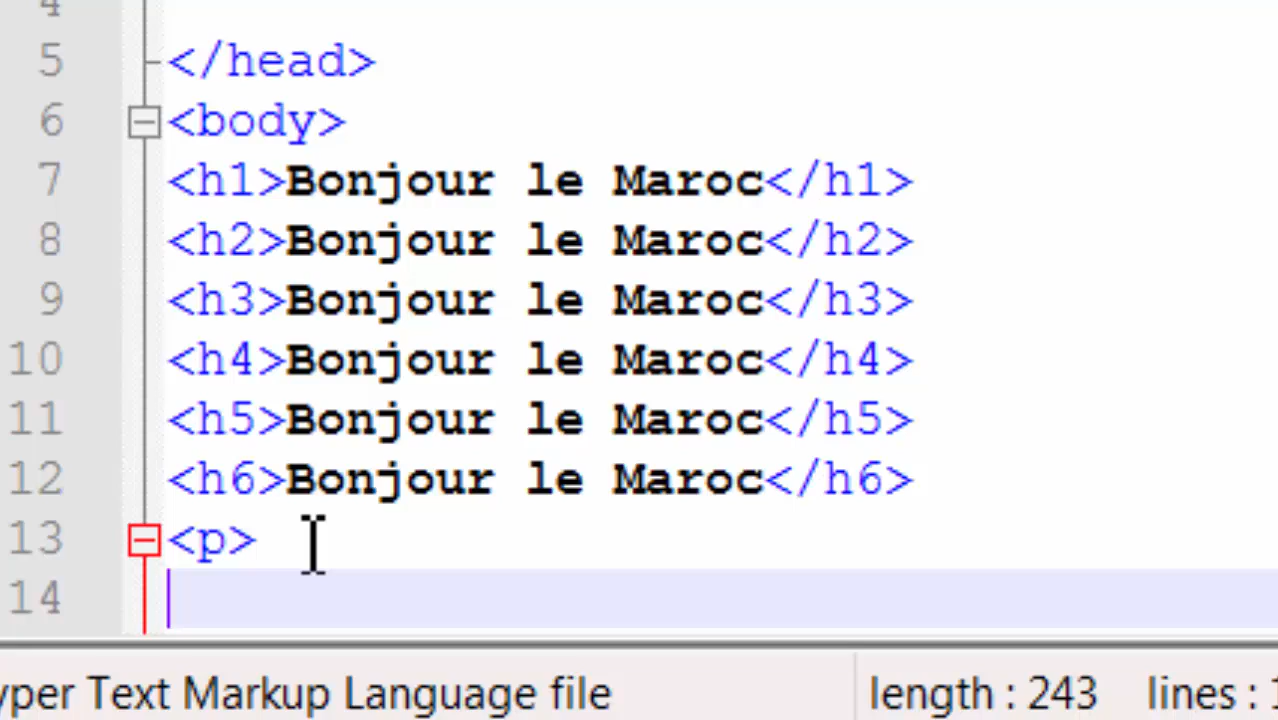 4
5 </head>
6 <body>
7 <h1>Bonjour le Maroc</h1>
8 <h2>Bonjour le Maroc</h2>
9 <h3>Bonjour le Maroc</h3>
10 <h4>Bonjour le Maroc</h4>
11 <h5>Bonjour le Maroc</h5>
12 <h6>Bonjour le Maroc</h6>
13 <p>
14
yper Text Markup Language file length : 243 lines :